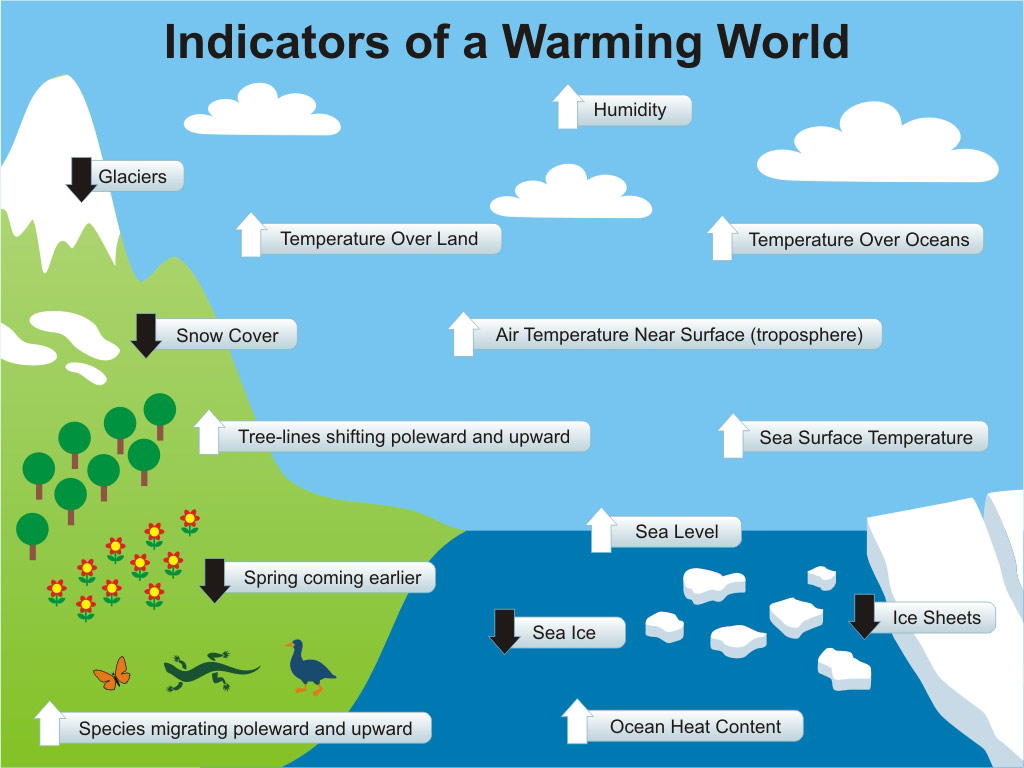 Indicators of a Warming World
Humidity
Glaciers
Temperature Over Land
Temperature Over Oceans
Snow Cover
Air Temperature Near Surface (troposphere)
Tree-lines shifting poleward and upward
Sea Surface Temperature
Sea Level
Spring coming earlier
Sea Ice
Ice Sheets
Species migrating poleward and upward
Ocean Heat Content